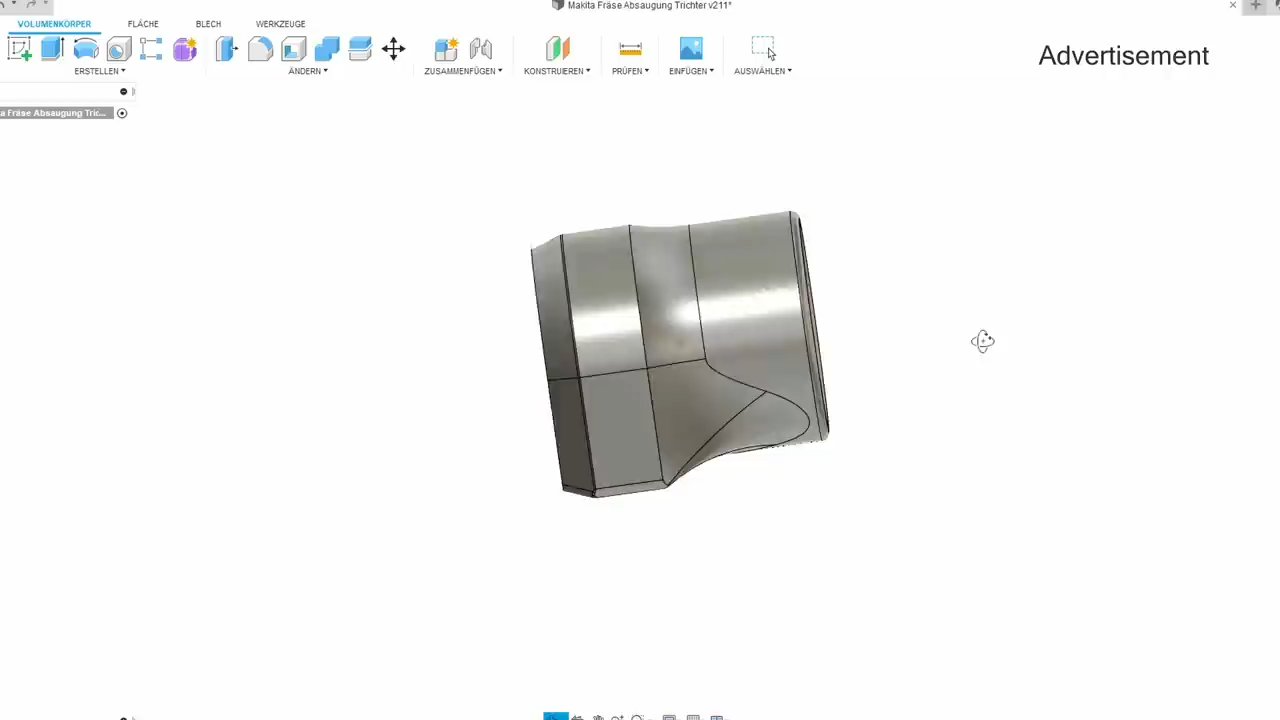 Makita Fräse Absaugung Trichter v211*
VOLUMENKÖRPER FLÄCHE BLECH WERKZEUGE
Advertisement
ERSTELLEN ÄNDERN ZUSAMMENFÜGEN KONSTRUIEREN PRÜFEN EINFÜGEN AUSWÄHLEN
a Fräse Absaugung Tric...